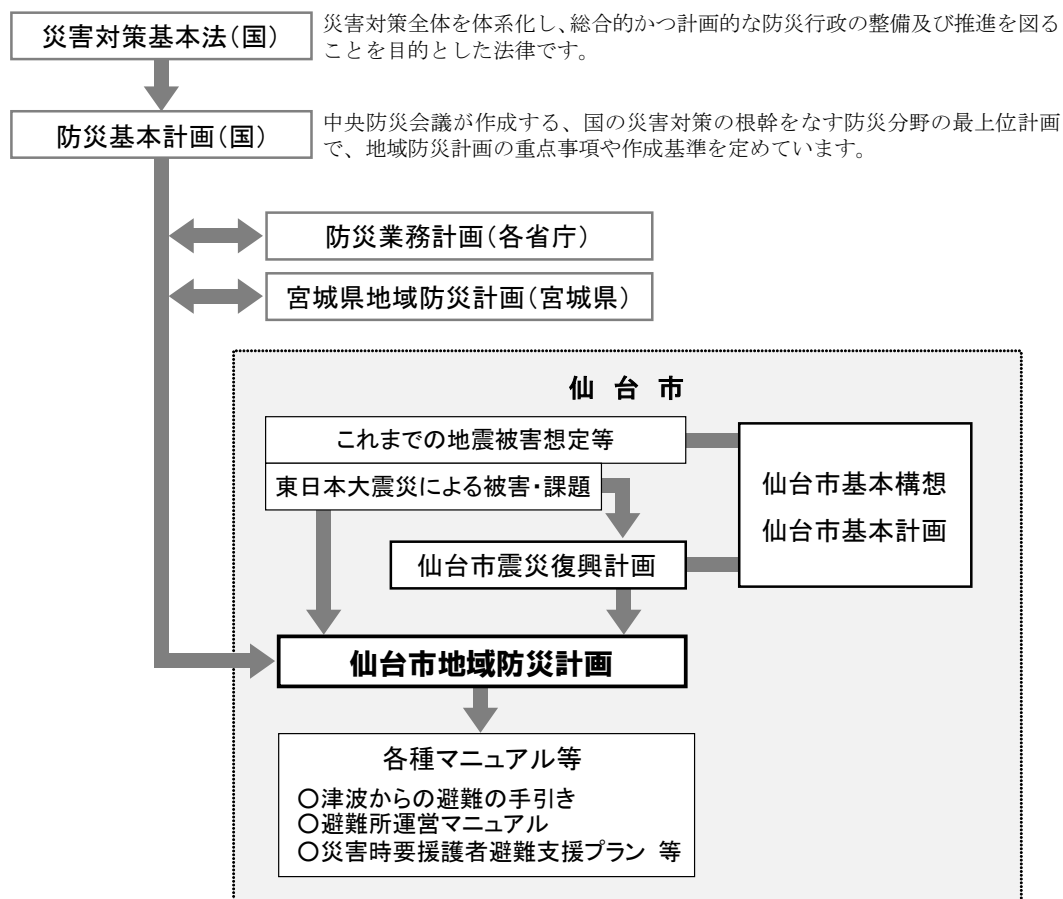 災害対策基本法(国)
災害対策全体を体系化し、総合的かつ計画的な防災行政の整備及び推進を図る
ことを目的とした法律です。
防災基本計画(国)
中央防災会議が作成する、国の災害対策の根幹をなす防災分野の最上位計画
で、地域防災計画の重点事項や作成基準を定めています。
防災業務計画(各省庁)
宮城県地域防災計画(宮城県)
仙台市
これまでの地震被害想定等
東日本大震災による被害・課題
仙台市基本構想
仙台市基本計画
仙台市震災復興計画
仙台市地域防災計画
各種マニュアル等
○津波からの避難の手引き
○避難所運営マニュアル
○災害時要援護者避難支援プラン 等